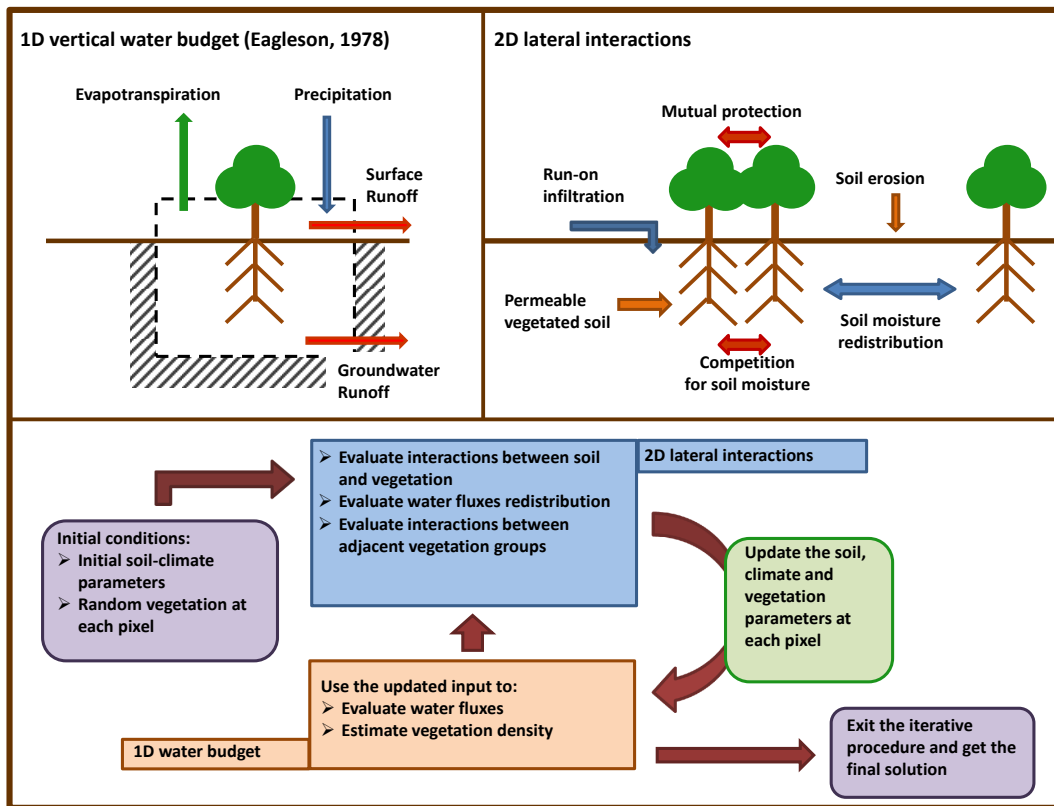 1D vertical water budget (Eagleson, 1978)
Evapotranspiration
Precipitation
Surface
Runoff
Groundwater
Runoff
2D lateral interactions
Mutual protection
Run-on
infiltration
Soil erosion
Permeable
vegetated soil
Soil moisture
redistribution
Competition
for soil moisture
➢ Evaluate interactions between soil
and vegetation
➢ Evaluate water fluxes redistribution
➢ Evaluate interactions between
adjacent vegetation groups
2D lateral interactions
Initial conditions:
➢ Initial soil-climate
parameters
➢ Random vegetation at
each pixel
Update the soil,
climate and
vegetation
parameters at
each pixel
Use the updated input to:
➢ Evaluate water fluxes
➢ Estimate vegetation density
1D water budget
Exit the iterative
procedure and get the
final solution